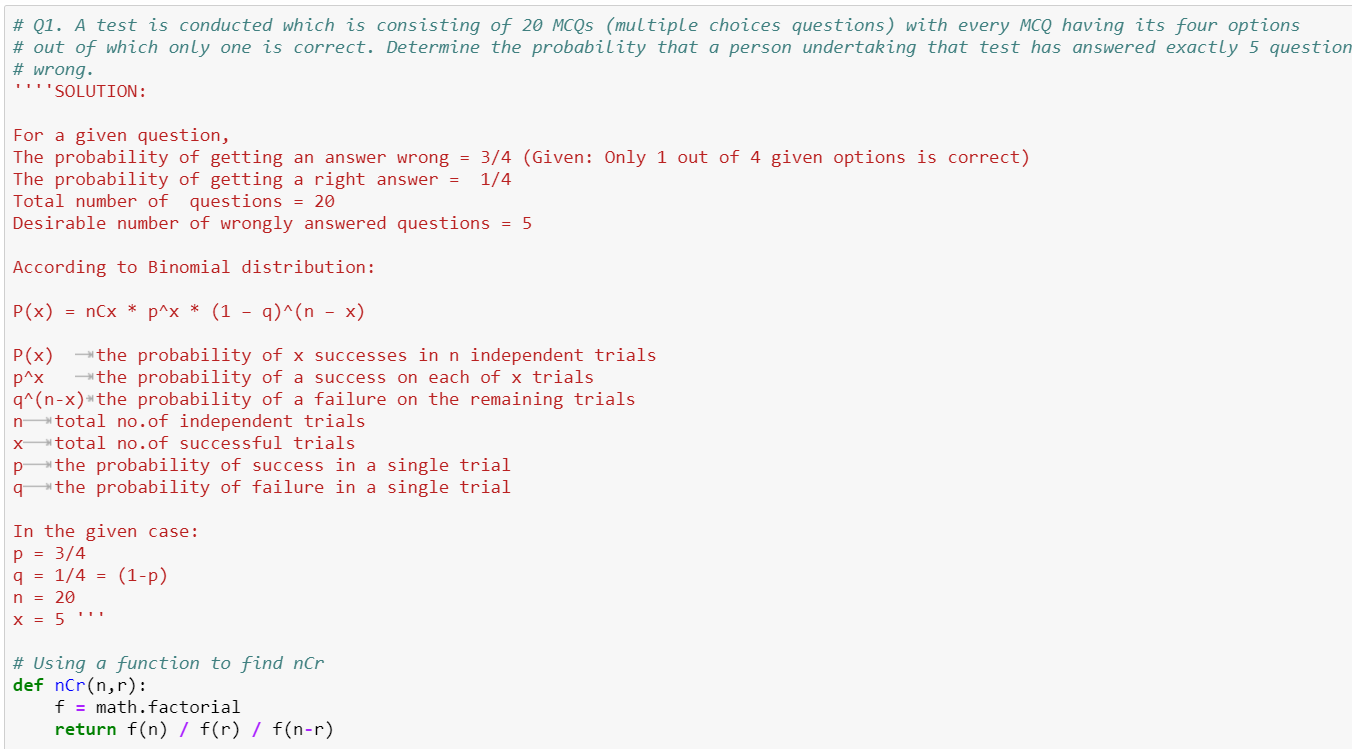 # Q1. A test is conducted which is consisting of 20 MCQs (multiple choices questions) with every MCQ having its four options
# out of which only one is correct. Determine the probability that a person undertaking that test has answered exactly 5 question
# wrong.
''''SOLUTION:
For a given question,
The probability of getting an answer wrong = 3/4 (Given: Only 1 out of 4 given options is correct)
The probability of getting a right answer =  1/4
Total number of  questions = 20
Desirable number of wrongly answered questions = 5
According to Binomial distribution:
P(x) = nCx * p^x * (1 – q)^(n – x)
P(x) →the probability of x successes in n independent trials
p^x →the probability of a success on each of x trials
q^(n-x)→the probability of a failure on the remaining trials
n→total no.of independent trials
x→total no.of successful trials
p→the probability of success in a single trial
q→the probability of failure in a single trial
In the given case:
p = 3/4
q = 1/4 = (1-p)
n = 20
x = 5 '''
# Using a function to find nCr
def nCr(n,r):
    f = math.factorial
    return f(n) / f(r) / f(n-r)